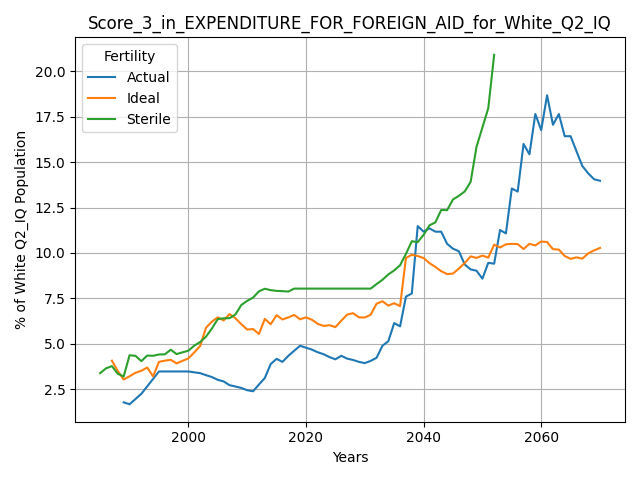 Score_3_in_EXPENDITURE_FOR_FOREIGN_AID_for_White_Q2_IQ
Fertility
Actual
Ideal
Sterile
% of White Q2_IQ Population
20.0
17.5
15.0
12.5
10.0
7.5
5.0
2.5
2000 2020 2040 2060
Years